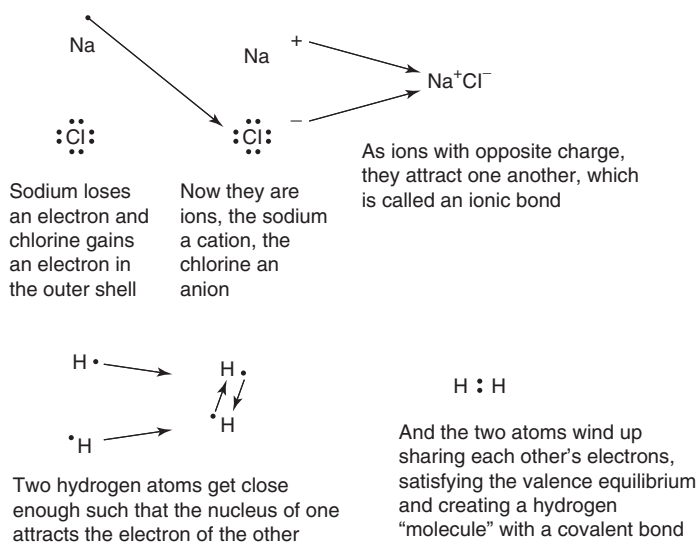 Na
Na +
Na⁺Cl⁻
:Cl:
:Cl: −
As ions with opposite charge,
they attract one another, which
is called an ionic bond
Sodium loses
an electron and
chlorine gains
an electron in
the outer shell
Now they are
ions, the sodium
a cation, the
chlorine an
anion
H •
H •
• H
• H
H : H
Two hydrogen atoms get close
enough such that the nucleus of one
attracts the electron of the other
And the two atoms wind up
sharing each other’s electrons,
satisfying the valence equilibrium
and creating a hydrogen
“molecule” with a covalent bond